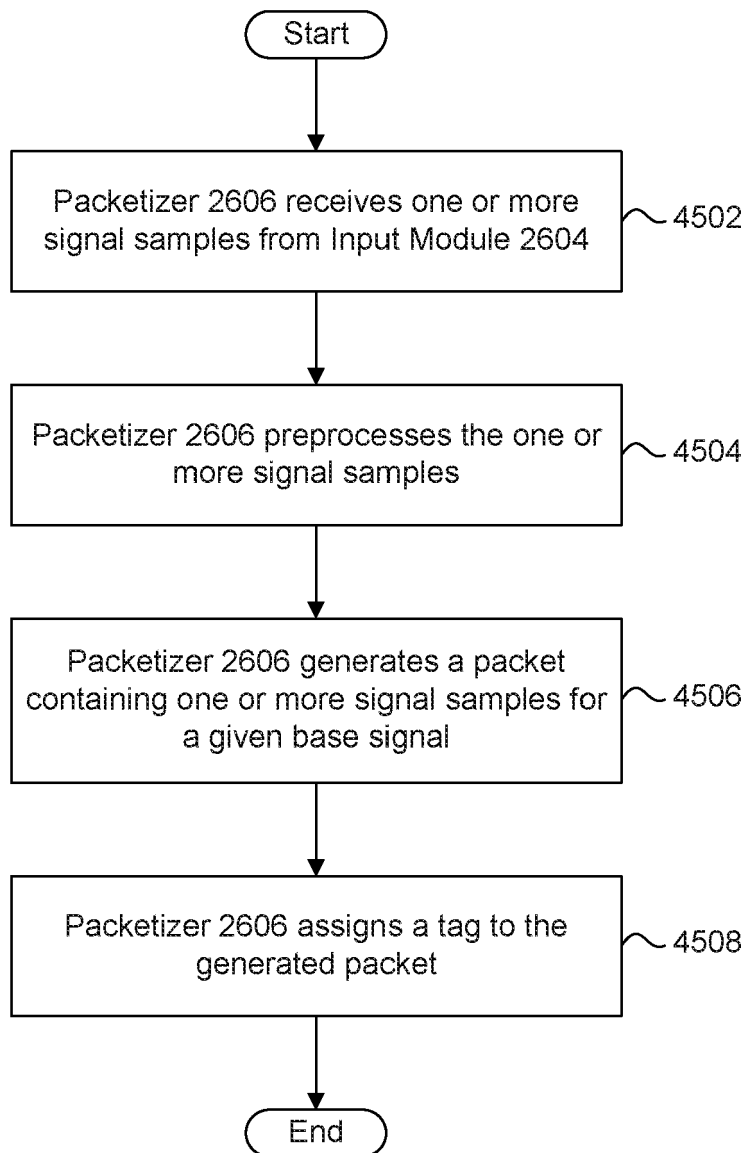 Start
Packetizer 2606 receives one or more
signal samples from Input Module 2604
4502
Packetizer 2606 preprocesses the one or
more signal samples
4504
Packetizer 2606 generates a packet
containing one or more signal samples for
a given base signal
4506
Packetizer 2606 assigns a tag to the
generated packet
4508
End